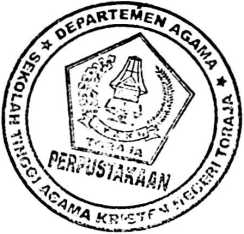 DEPARTEMEN AGAMA
SEKOLAH TINGGI AGAMA KRISTEN NEGERI TORAJA
TORAJA
PERPUSTAKAAN